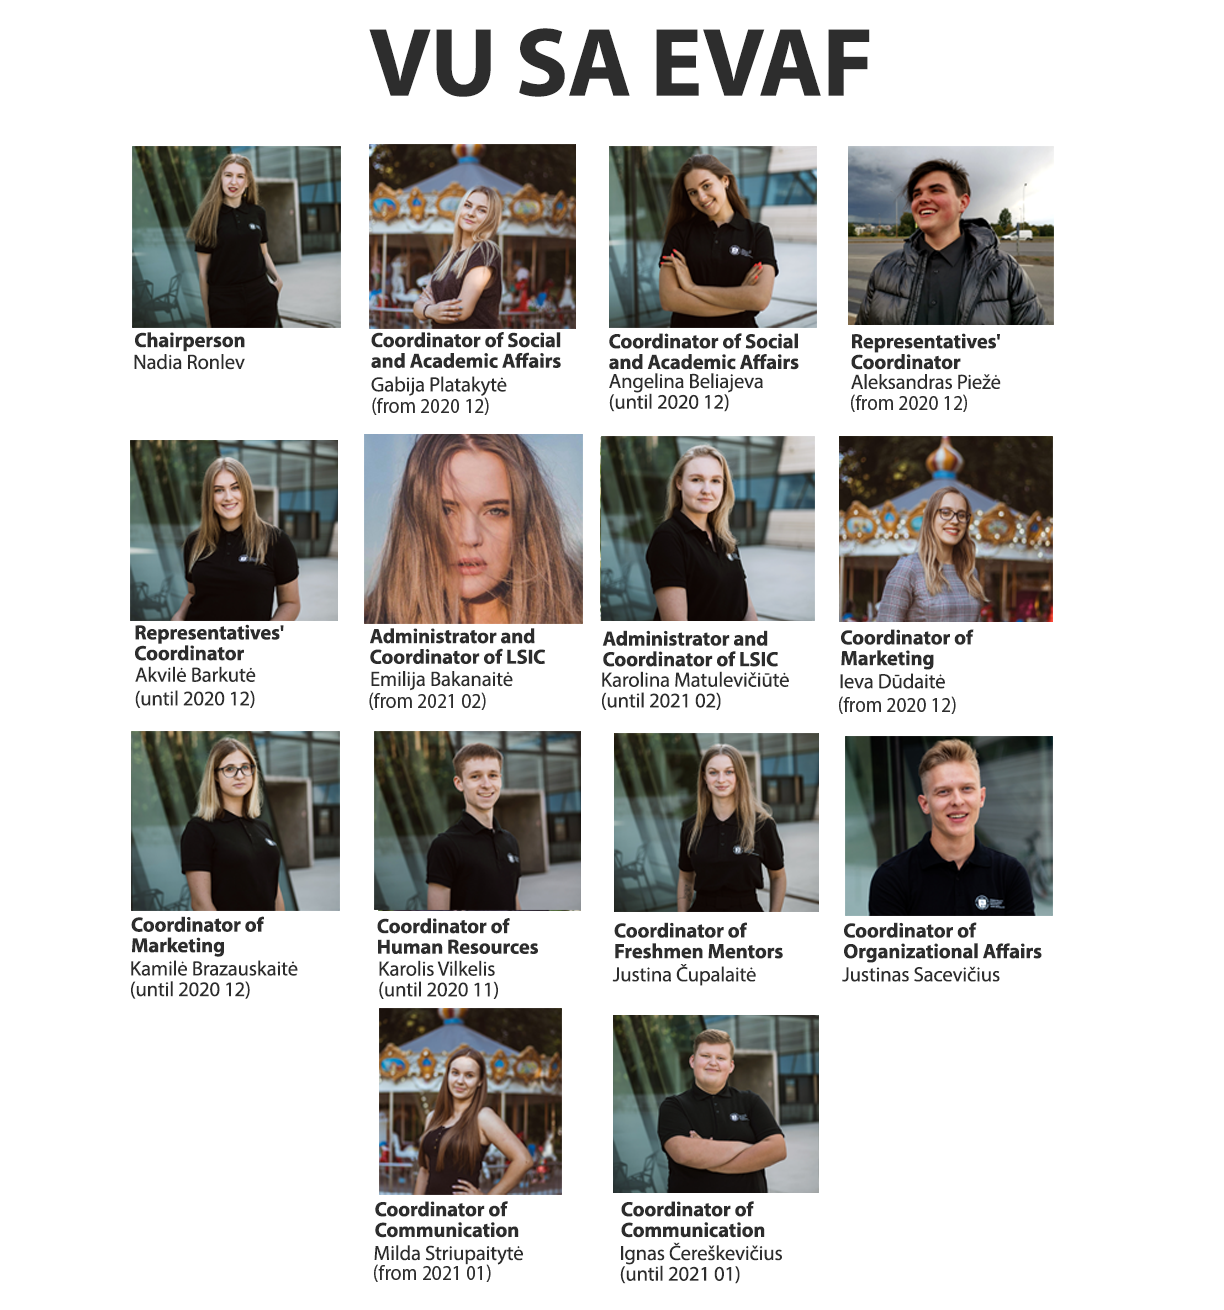 VU SA EVAF
Chairperson
Nadia Ronlev
Coordinator of Social
and Academic Affairs
Gabija Platakytė
(from 2020 12)
Coordinator of Social
and Academic Affairs
Angelina Beliajeva
(until 2020 12)
Representatives'
Coordinator
Aleksandras Piežė
(from 2020 12)
Representatives'
Coordinator
Akvilė Barkutė
(until 2020 12)
Administrator and
Coordinator of LSIC
Emilija Bakanaitė
(from 2021 02)
Administrator and
Coordinator of LSIC
Karolina Matulevičiūtė
(until 2021 02)
Coordinator of
Marketing
Ieva Dūdaitė
(from 2020 12)
Coordinator of
Marketing
Kamilė Brazauskaitė
(until 2020 12)
Coordinator of
Human Resources
Karolis Vilkelis
(until 2020 11)
Coordinator of
Freshmen Mentors
Justina Čupalaitė
Coordinator of
Organizational Affairs
Justinas Sacevičius
Coordinator of
Communication
Milda Striupaitytė
(from 2021 01)
Coordinator of
Communication
Ignas Čereškevičius
(until 2021 01)